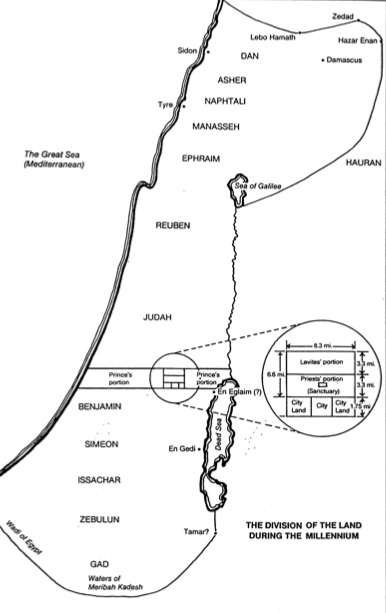 Zedad
Lebo Hamath
Hazar Enan
Sidon
DAN
Damascus
ASHER
Tyre
NAPHTALI
MANASSEH
The Great Sea
(Mediterranean)
EPHRAIM
HAURAN
Sea of Galilee
REUBEN
JUDAH
8.3 mi.
Levites' portion
3.3 mi.
6.6 mi.
Prince's
portion
Prince's
portion
Priests' portion
(Sanctuary)
3.3 mi.
En Eglaim (?)
City
Land
City
City
Land
1.75 mi.
BENJAMIN
Dead Sea
SIMEON
En Gedi
ISSACHAR
ZEBULUN
Wadi of Egypt
Tamar?
THE DIVISION OF THE LAND
DURING THE MILLENNIUM
GAD
Waters of
Meribah Kadesh